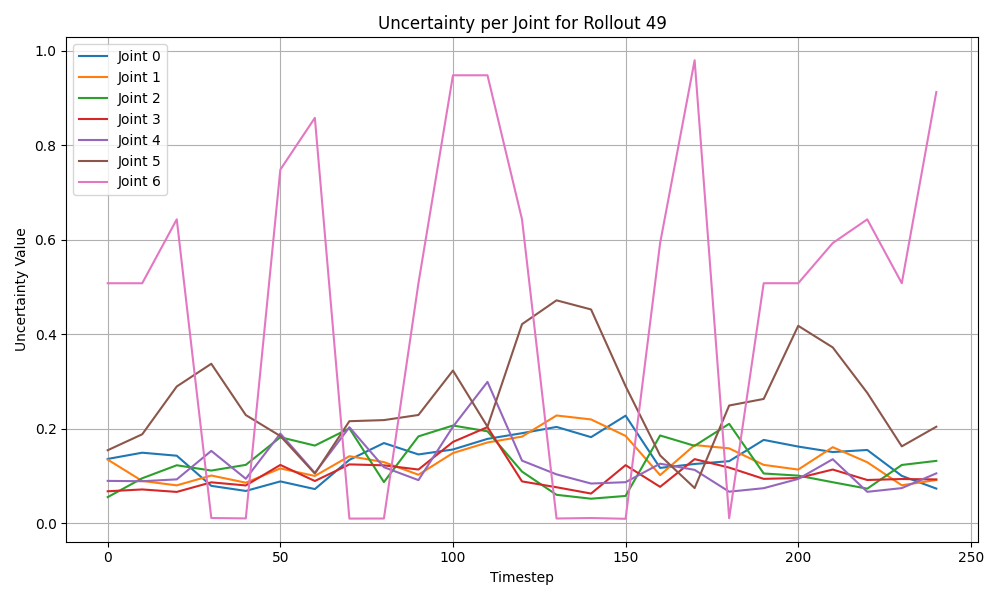 Uncertainty per Joint for Rollout 49
1.0
0.8
0.6
0.4
0.2
0.0
Uncertainty Value
Joint 0
Joint 1
Joint 2
Joint 3
Joint 4
Joint 5
Joint 6
0
50
100
150
200
250
Timestep